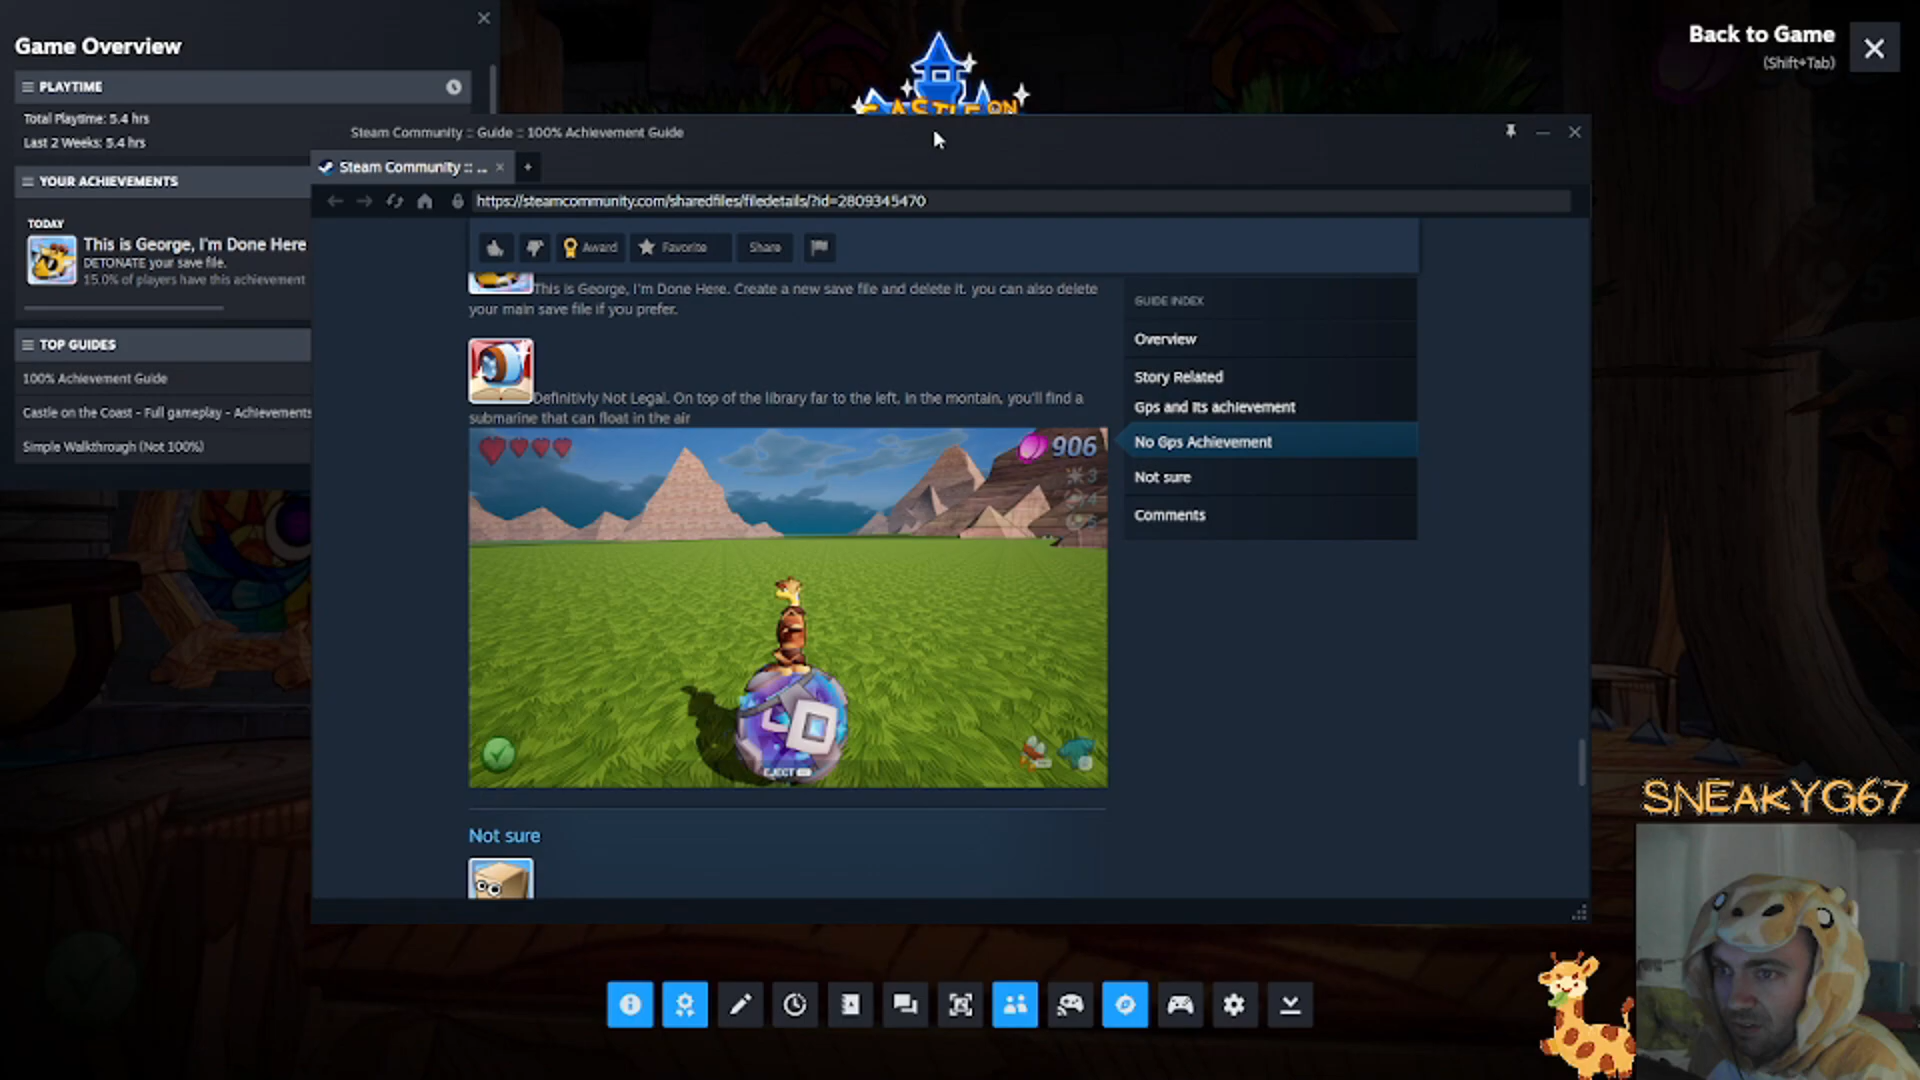 Game Overview
PLAYTIME
Total Playtime: 5.4 hrs
Last 2 Weeks: 5.4 hrs
YOUR ACHIEVEMENTS
TODAY
This is George, I'm Done Here
DETONATE your save file.
15.0% of players have this achievement
TOP GUIDES
100% Achievement Guide
Castle on the Coast - Full gameplay - Achievements
Simple Walkthrough (Not 100%)
CASTLE ON
Back to Game
(Shift+Tab)
Steam Community :: Guide :: 100% Achievement Guide
Steam Community :: ...
https://steamcommunity.com/sharedfiles/filedetails/?id=2809345470
Award
Favorite
Share
This is George, I'm Done Here. Create a new save file and delete it. you can also delete
your main save file if you prefer.
Definitivly Not Legal. On top of the library far to the left, in the montain, you'll find a
submarine that can float in the air
906
3
4
EJECT
Not sure
GUIDE INDEX
Overview
Story Related
Gps and Its achievement
No Gps Achievement
Not sure
Comments
SNEAKYG67